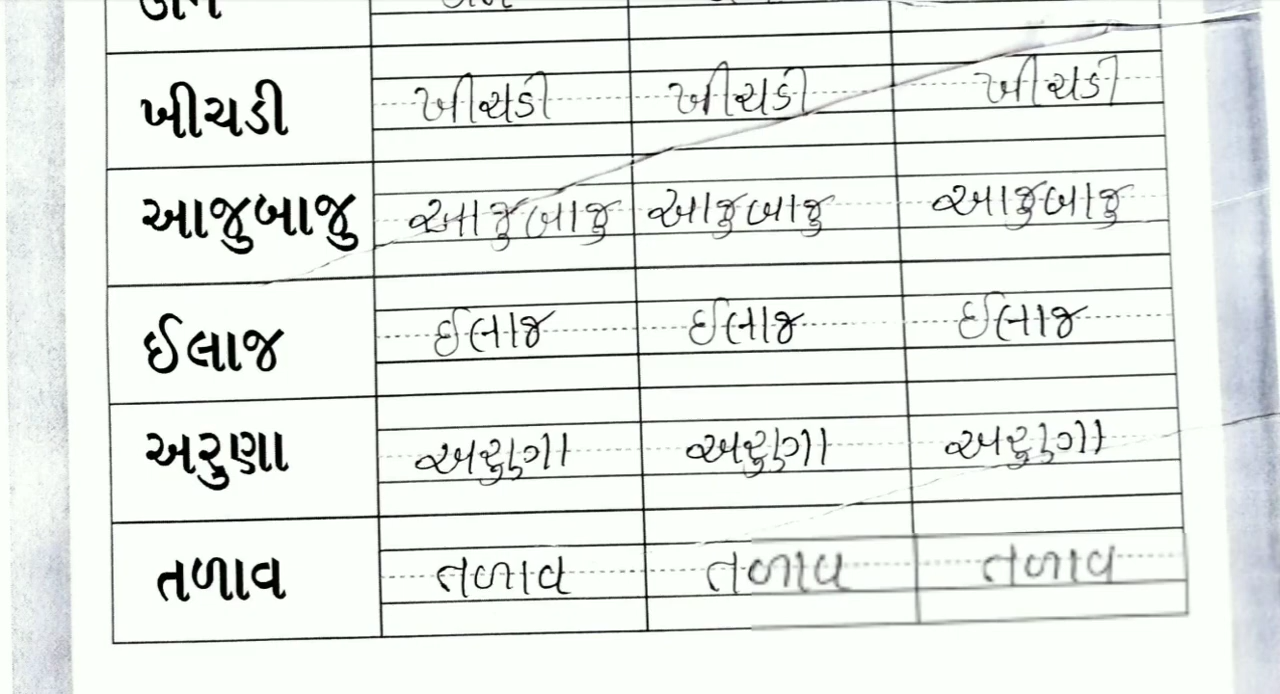 ખીચડી ખીચડી ખીચડી ખીચડી
આજુબાજુ આજુબાજુ આજુબાજુ આજુબાજુ
ઈલાજ ઈલાજ ઈલાજ ઈલાજ
અરુણા અરુણા અરુણા અરુણા
તળાવ તળાવ તળાવ તળાવ